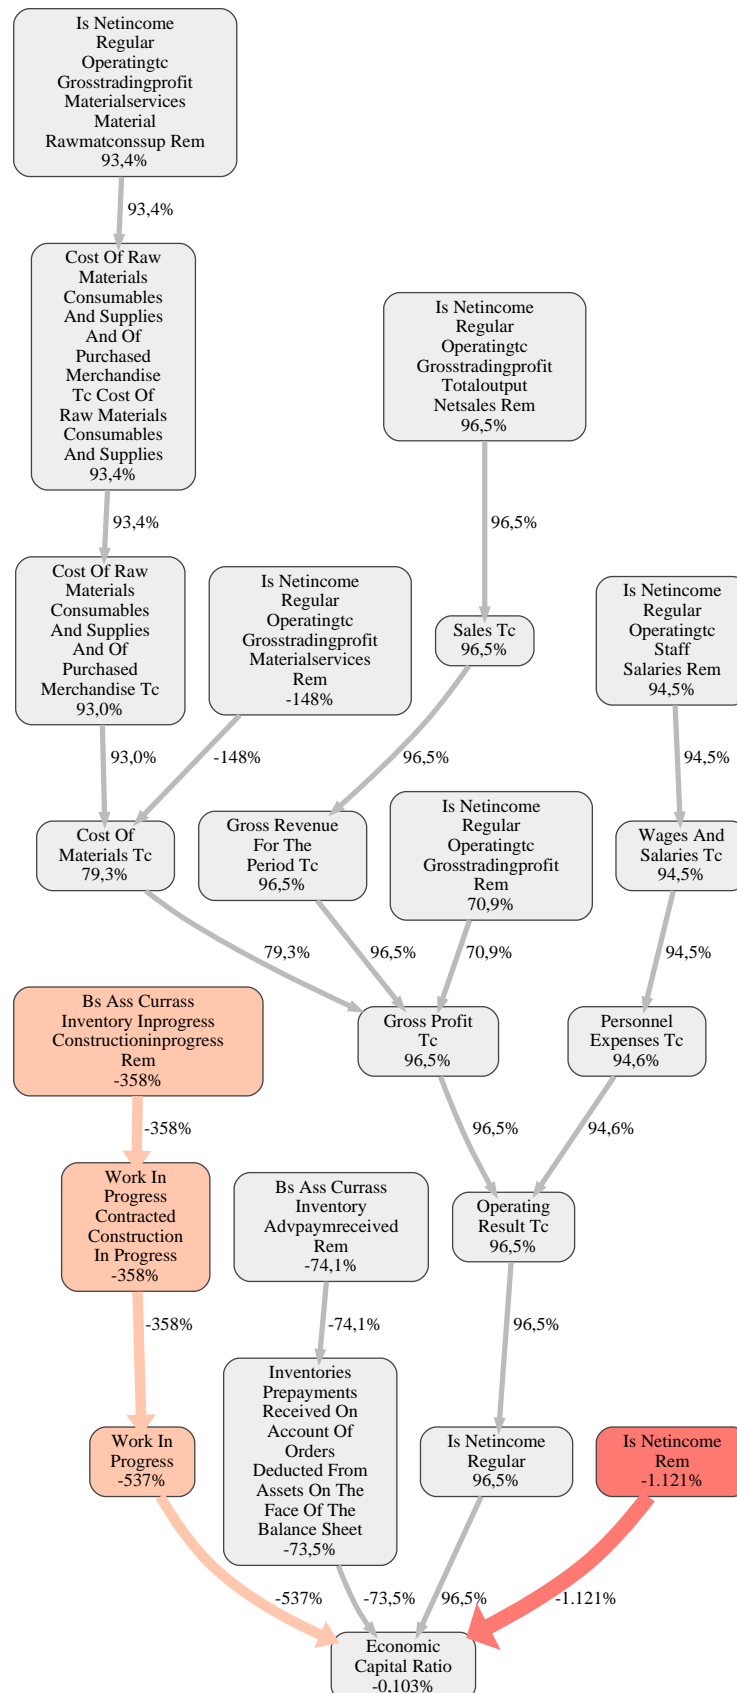 Is Netincome
Regular
Operatingtc
Grosstradingprofit
Materialservices
Material
Rawmatconssup Rem
93,4%
93,4%
Cost Of Raw
Materials
Consumables
And Supplies
And Of
Purchased
Merchandise
Tc Cost Of
Raw Materials
Consumables
And Supplies
93,4%
Is Netincome
Regular
Operatingtc
Grosstradingprofit
Totaloutput
Netsales Rem
96,5%
93,4%
96,5%
Cost Of Raw
Materials
Consumables
And Supplies
And Of
Purchased
Merchandise Tc
93,0%
Is Netincome
Regular
Operatingtc
Grosstradingprofit
Materialservices
Rem
-148%
Sales Tc
96,5%
Is Netincome
Regular
Operatingtc
Staff
Salaries Rem
94,5%
93,0%
-148%
96,5%
94,5%
Cost Of
Materials Tc
79,3%
Gross Revenue
For The
Period Tc
96,5%
Is Netincome
Regular
Operatingtc
Grosstradingprofit
Rem
70,9%
Wages And
Salaries Tc
94,5%
79,3%
96,5%
70,9%
94,5%
Bs Ass Currass
Inventory Inprogress
Constructioninprogress
Rem
-358%
Gross Profit
Tc
96,5%
Personnel
Expenses Tc
94,6%
-358%
96,5%
94,6%
Work In
Progress
Contracted
Construction
In Progress
-358%
Bs Ass Currass
Inventory
Advpaymreceived
Rem
-74,1%
Operating
Result Tc
96,5%
-358%
-74,1%
96,5%
Work In
Progress
-537%
Inventories
Prepayments
Received On
Account Of
Orders
Deducted From
Assets On The
Face Of The
Balance Sheet
-73,5%
Is Netincome
Regular
96,5%
Is Netincome
Rem
-1.121%
-537%
-73,5%
96,5%
-1.121%
Economic
Capital Ratio
-0,103%